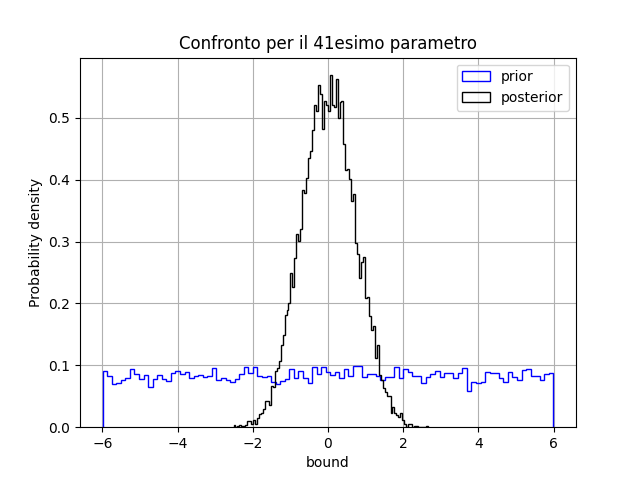 Confronto per il 41esimo parametro
prior
posterior
Probability density
0.5
0.4
0.3
0.2
0.1
0.0
−6
−4
−2
0
2
4
6
bound